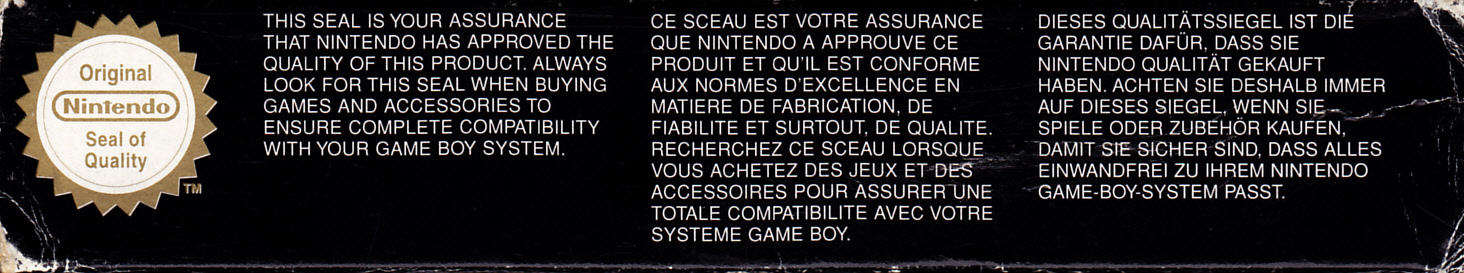 Original
Nintendo
Seal of
Quality
TM
THIS SEAL IS YOUR ASSURANCE
THAT NINTENDO HAS APPROVED THE
QUALITY OF THIS PRODUCT. ALWAYS
LOOK FOR THIS SEAL WHEN BUYING
GAMES AND ACCESSORIES TO
ENSURE COMPLETE COMPATIBILITY
WITH YOUR GAME BOY SYSTEM.
CE SCEAU EST VOTRE ASSURANCE
QUE NINTENDO A APPROUVE CE
PRODUIT ET QU'IL EST CONFORME
AUX NORMES D'EXCELLENCE EN
MATIERE DE FABRICATION, DE
FIABILITE ET SURTOUT, DE QUALITE.
RECHERCHEZ CE SCEAU LORSQUE
VOUS ACHETEZ DES JEUX ET DES
ACCESSOIRES POUR ASSURER UNE
TOTALE COMPATIBILITE AVEC VOTRE
SYSTEME GAME BOY.
DIESES QUALITÄTSSIEGEL IST DIE
GARANTIE DAFÜR, DASS SIE
NINTENDO QUALITÄT GEKAUFT
HABEN. ACHTEN SIE DESHALB IMMER
AUF DIESES SIEGEL, WENN SIE
SPIELE ODER ZUBEHÖR KAUFEN,
DAMIT SIE SICHER SIND, DASS ALLES
EINWANDFREI ZU IHREM NINTENDO
GAME-BOY-SYSTEM PASST.